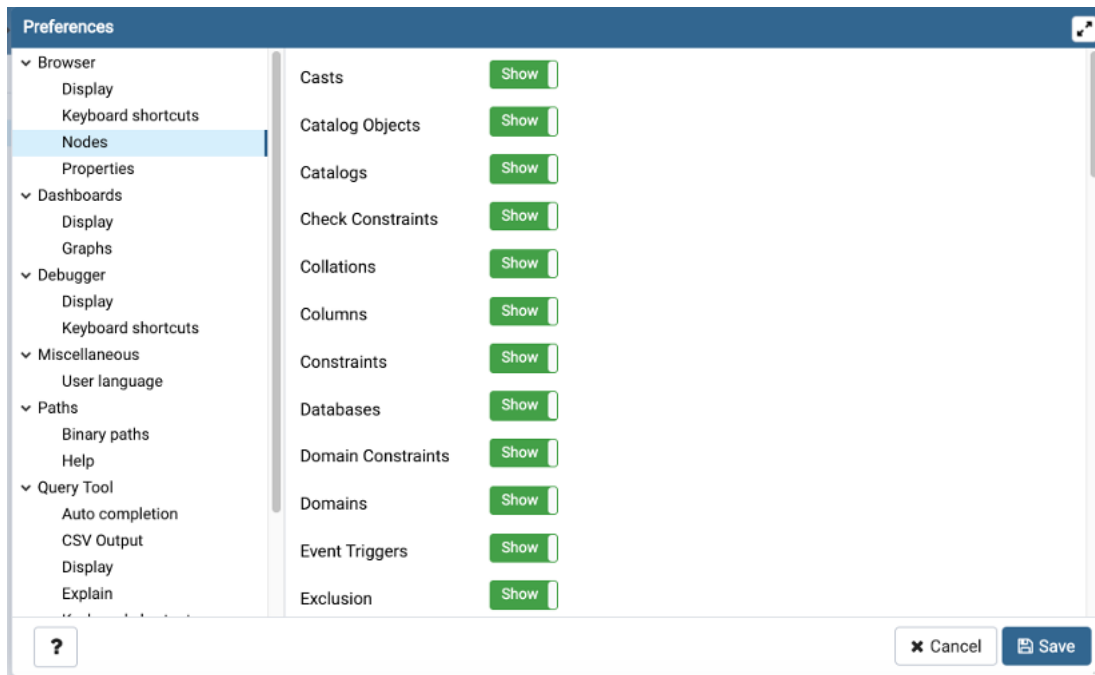 Preferences
Browser
Display
Keyboard shortcuts
Nodes
Properties
Dashboards
Display
Graphs
Debugger
Display
Keyboard shortcuts
Miscellaneous
User language
Paths
Binary paths
Help
Query Tool
Auto completion
CSV Output
Display
Explain
Casts Show
Catalog Objects Show
Catalogs Show
Check Constraints Show
Collations Show
Columns Show
Constraints Show
Databases Show
Domain Constraints Show
Domains Show
Event Triggers Show
Exclusion Show
? Cancel Save